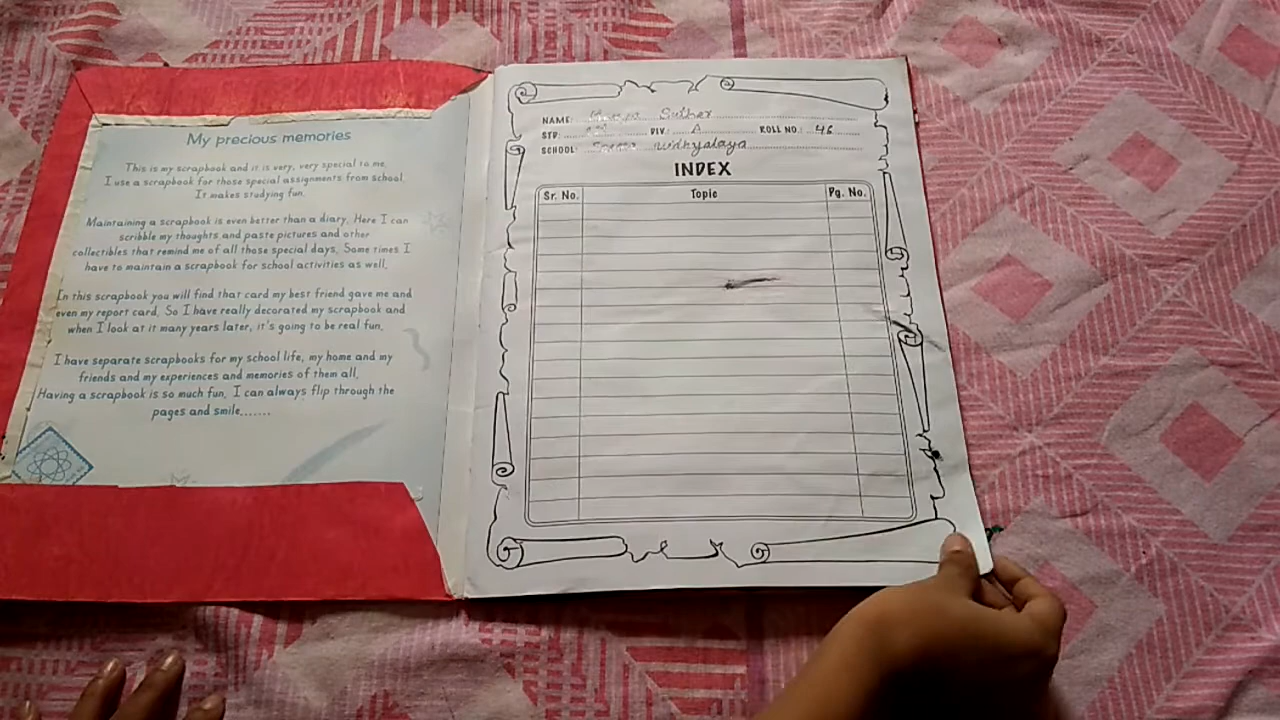 My precious memories
This is my scrapbook and it is very, very special to me.
I use a scrapbook for those special assignments from school.
It makes studying fun.
Maintaining a scrapbook is even better than a diary. Here I can
scribble my thoughts and paste pictures and other
collectibles that remind me of all those special days. Some times I
have to maintain a scrapbook for school activities as well.
In this scrapbook you will find that card my best friend gave me and
even my report card. So I have really decorated my scrapbook and
when I look at it many years later, it's going to be real fun.
I have separate scrapbooks for my school life, my home and my
friends and my experiences and memories of them all.
Having a scrapbook is so much fun, I can always flip through the
pages and smile.......
NAME: Suther
STD: DIV. A ROLL NO.: 46
SCHOOL: Vidhyalaya
INDEX
Sr. No. Topic Pg. No.